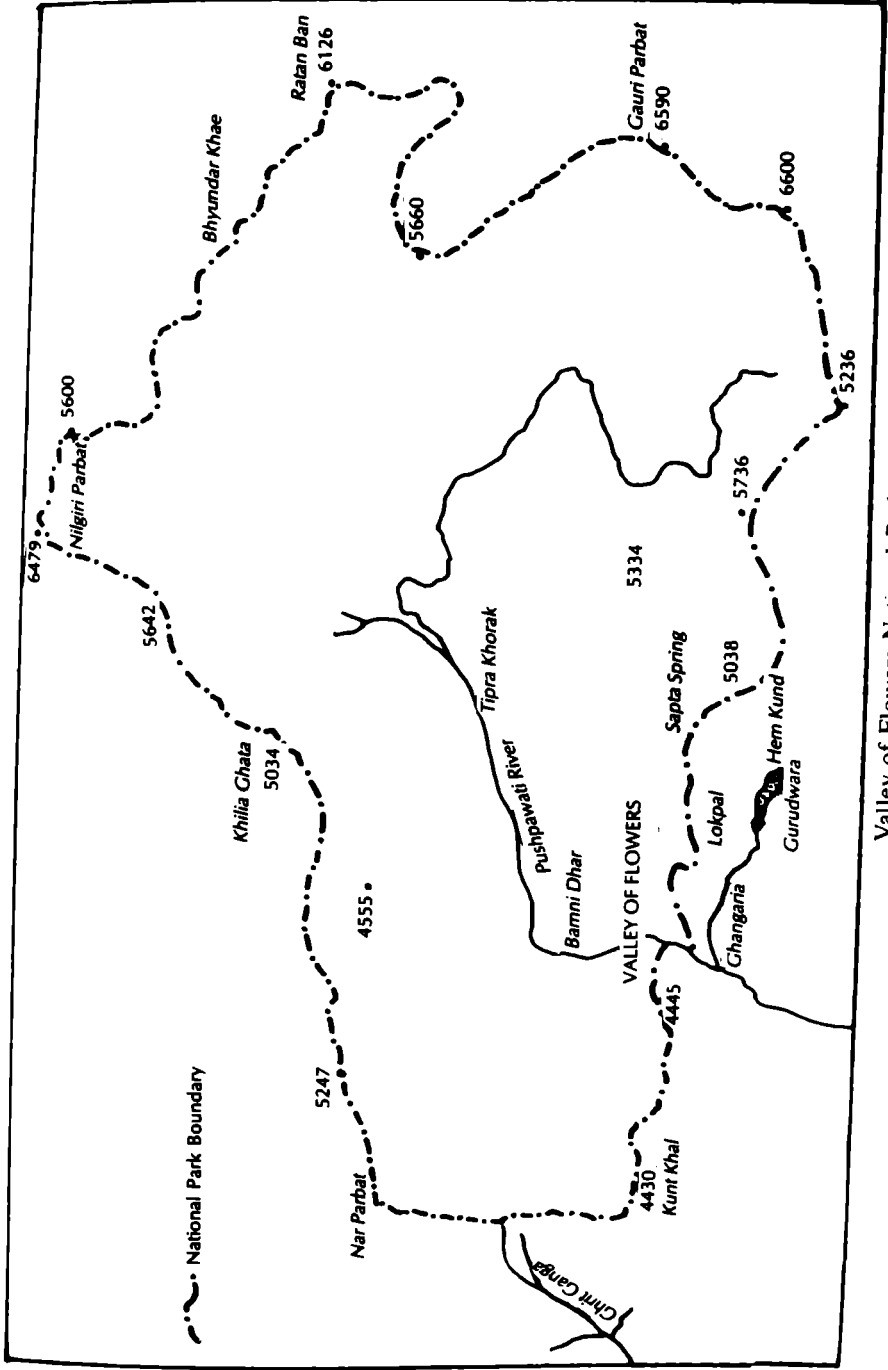 6479
5600
Nilgiri Parbat
5642
National Park Boundary
Bhyundar Khae
Khilia Ghata
5034
Ratan Ban
6126
5247
Nar Parbat
4555
5660
Tipra Khorak
Pushpawati River
Ghrit Ganga
Bamni Dhar
VALLEY OF FLOWERS
5334
Gauri Parbat
6590
4430
Kunt Khal
4445
Sapta Spring
Lokpal
5038
Ghangaria
5736
Hem Kund
6600
Gurudwara
5236
Valley of Flowers National Park